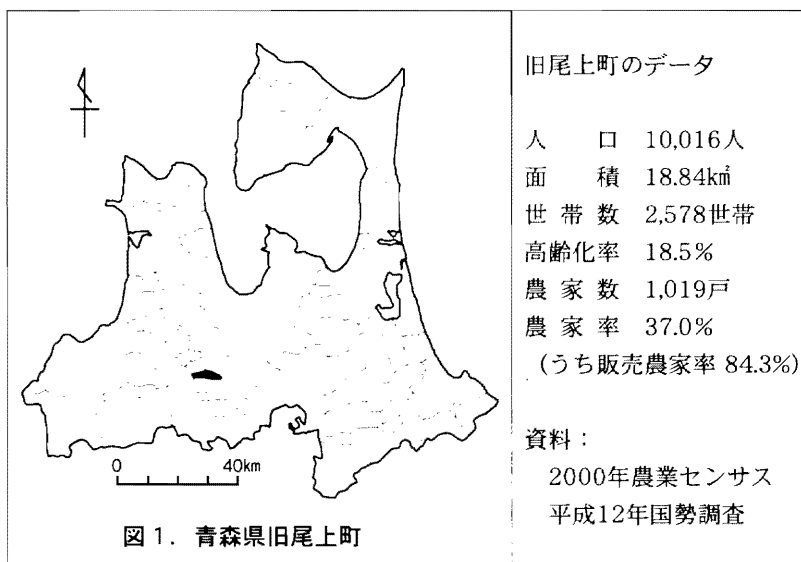 旧尾上町のデータ
人口 10,016人
面積 18.84k㎡
世帯数 2,578世帯
高齢化率 18.5%
農家数 1,019戸
農家率 37.0%
(うち販売農家率 84.3%)
資料：
2000年農業センサス
平成12年国勢調査
0 40km
図1. 青森県旧尾上町